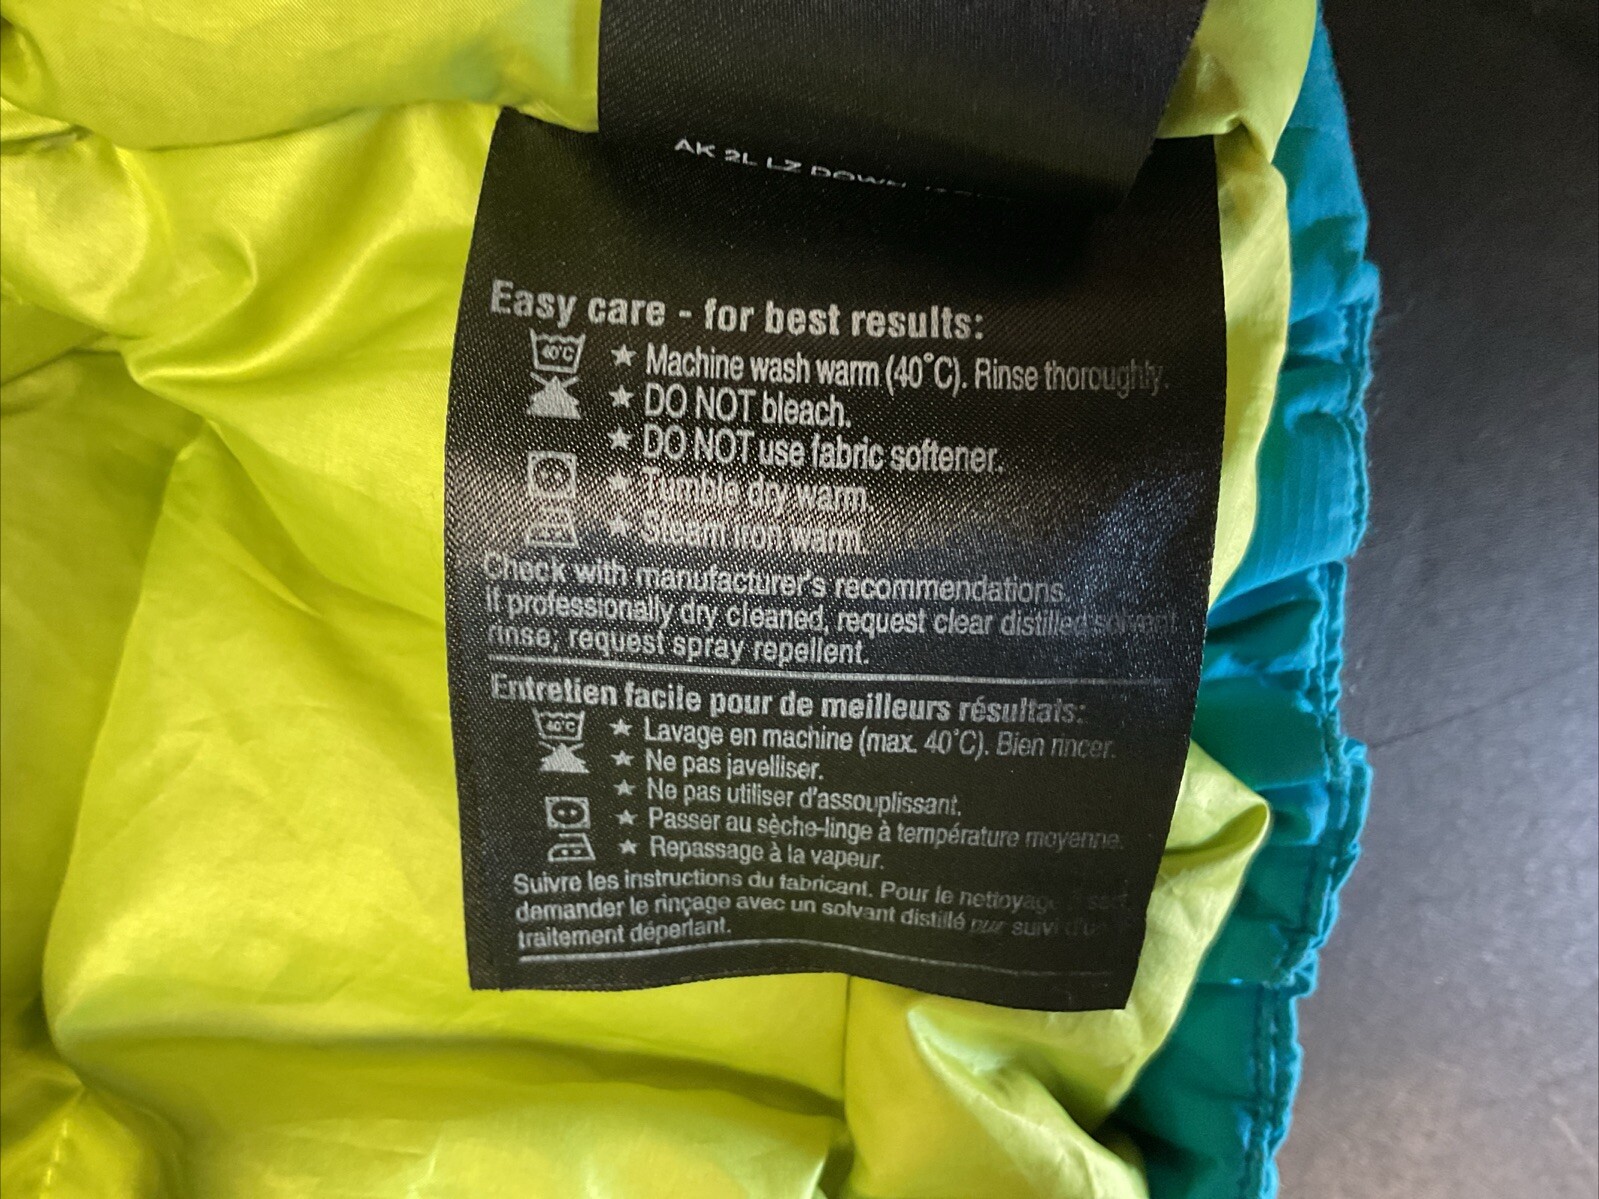 AK 2L LZ DOWN
Easy care - for best results:
40°C ★ Machine wash warm (40°C). Rinse thoroughly.
★ DO NOT bleach.
★ DO NOT use fabric softener.
★ Tumble dry warm.
★ Steam iron warm.
Check with manufacturer's recommendations.
If professionally dry cleaned, request clear distilled solvent
rinse; request spray repellent.
Entretien facile pour de meilleurs résultats:
40°C ★ Lavage en machine (max. 40°C). Bien rincer.
★ Ne pas javelliser.
★ Ne pas utiliser d'assouplissant.
★ Passer au sèche-linge à température moyenne.
★ Repassage à la vapeur.
Suivre les instructions du fabricant. Pour le nettoyage
demander le rinçage avec un solvant distillé pur suivi
traitement déperlant.